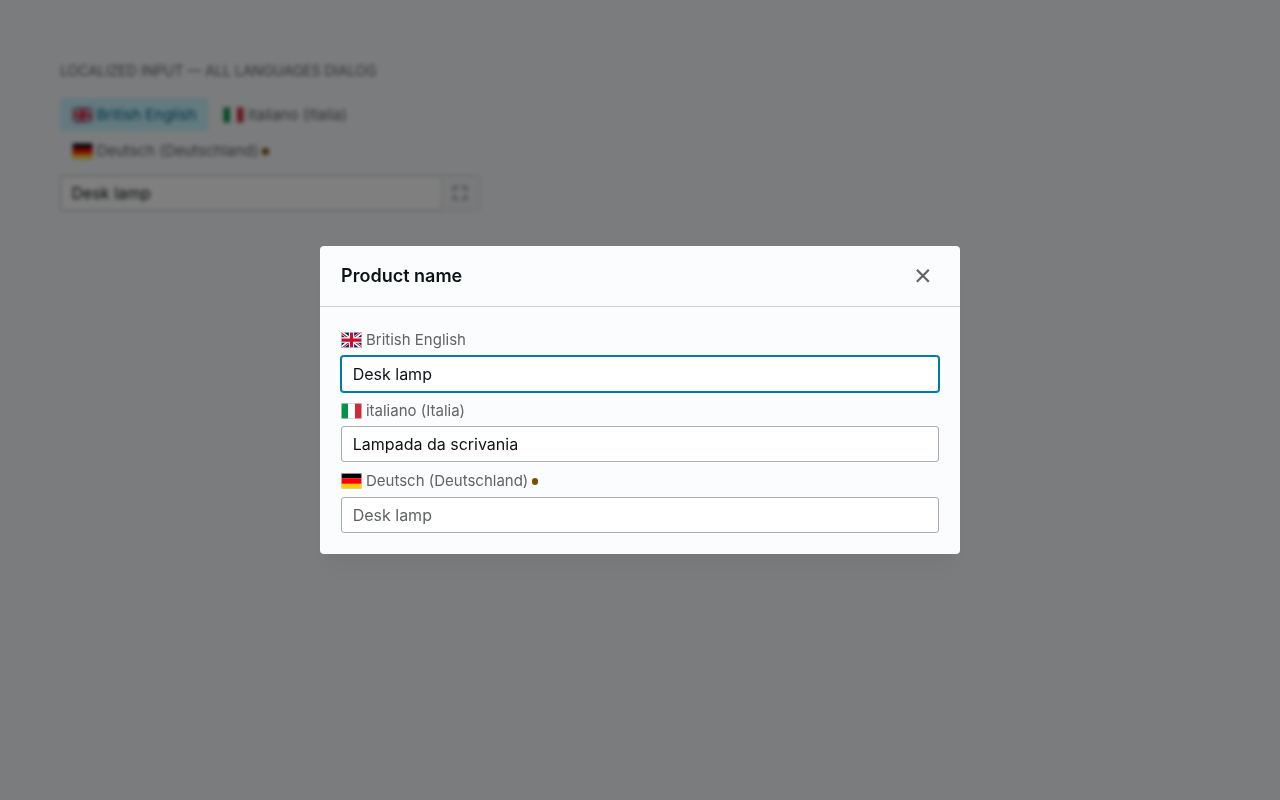 LOCALIZED INPUT — ALL LANGUAGES DIALOG
British English
italiano (Italia)
Deutsch (Deutschland)
Desk lamp
Product name
British English
Desk lamp
italiano (Italia)
Lampada da scrivania
Deutsch (Deutschland)
Desk lamp